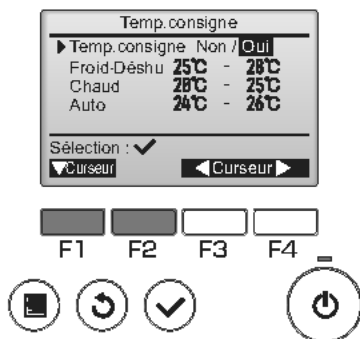 Temp.consigne
Temp.consigne Non / Oui
Froid-Déshu 25°C - 28°C
Chaud 20°C - 25°C
Auto 24°C - 26°C
Sélection : ✔
▼Curseur ◀Curseur▶
F1 F2 F3 F4